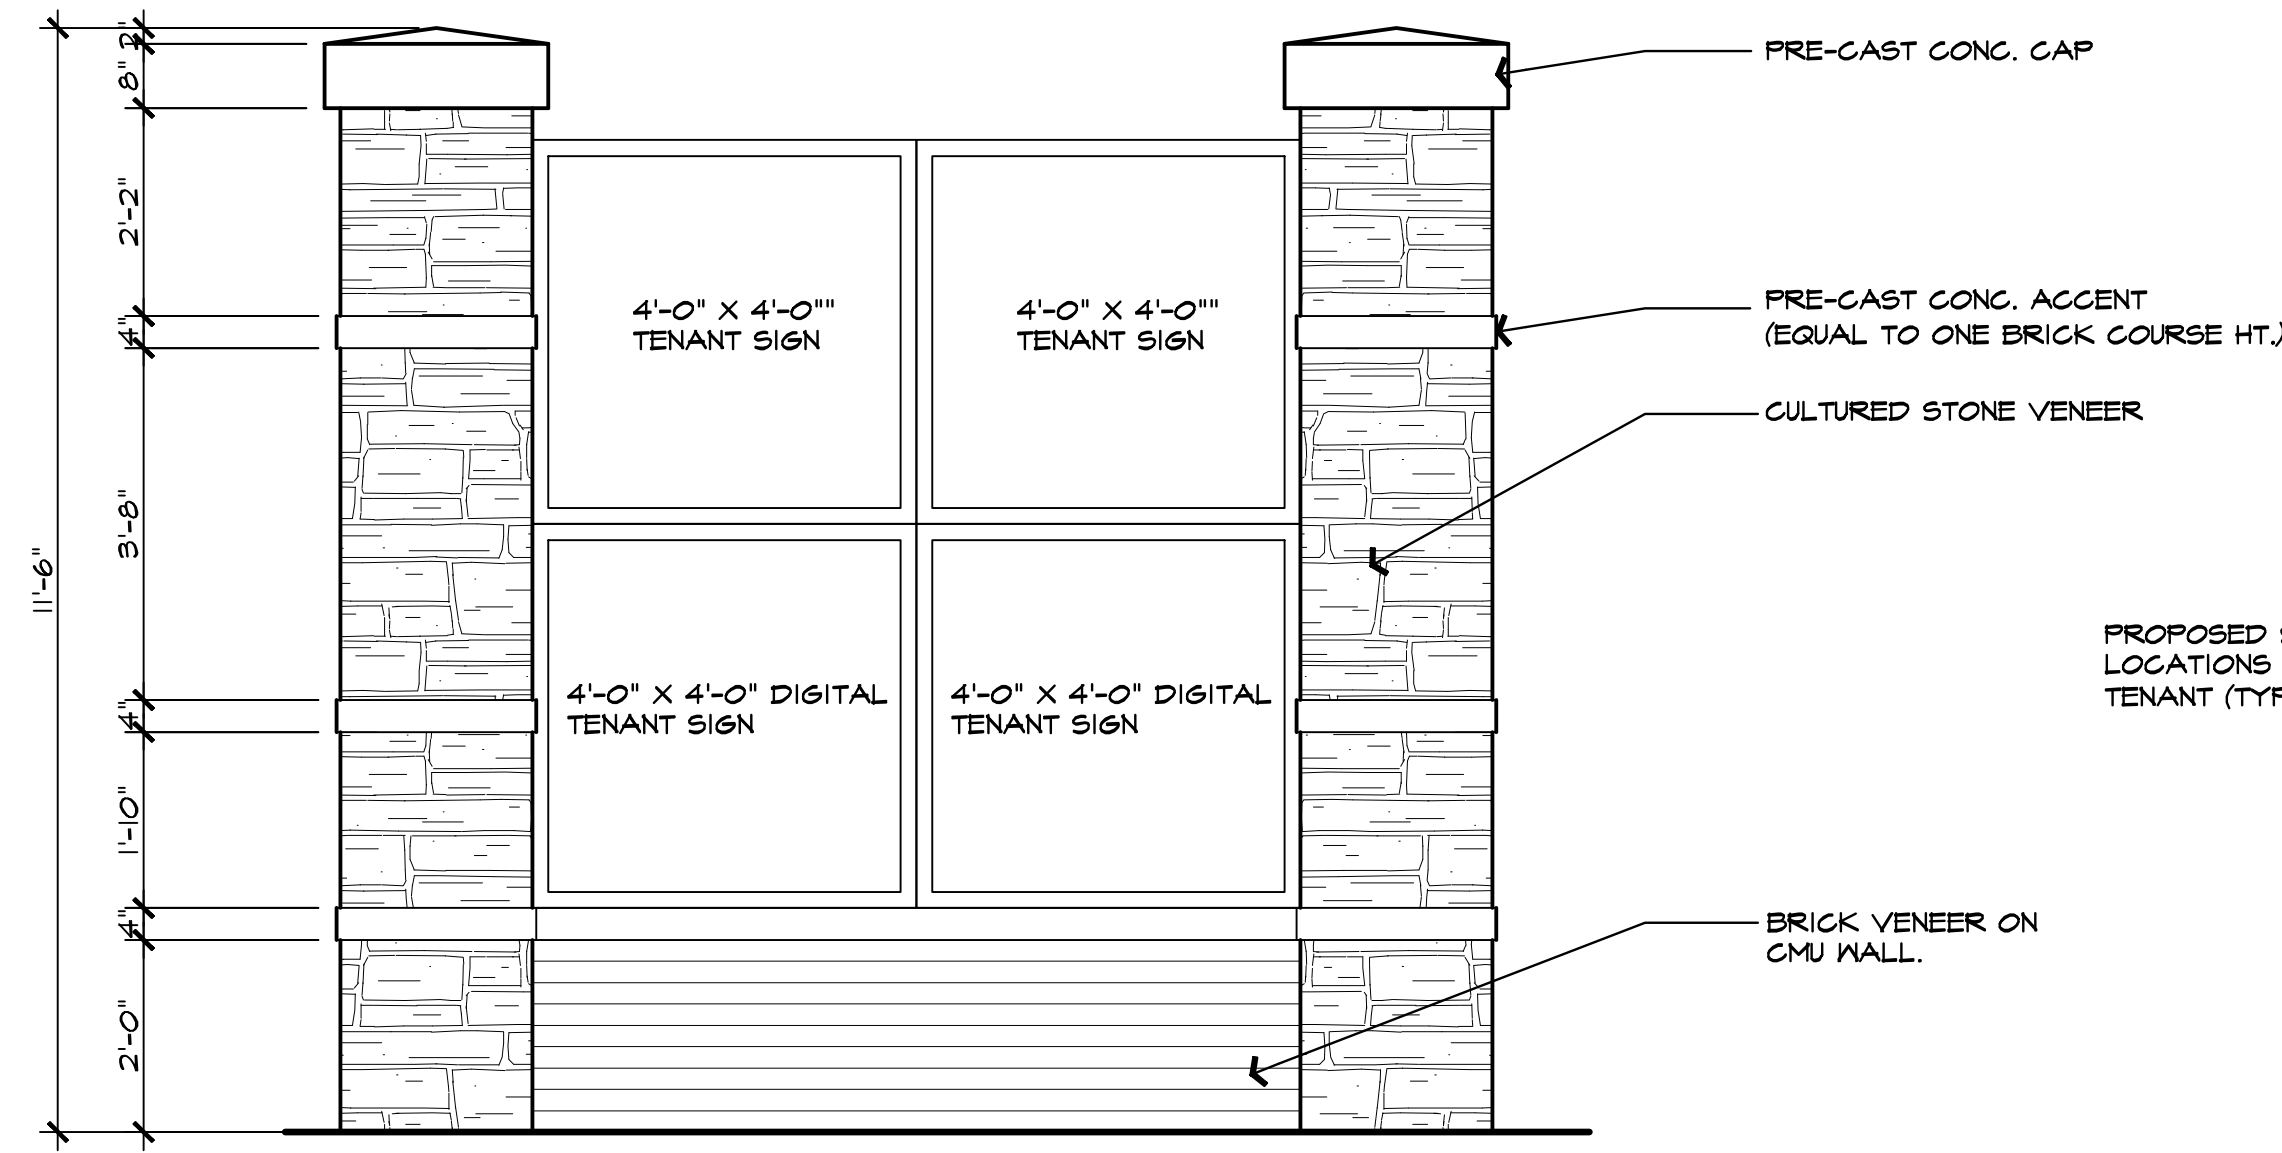 2"
8"
2'-2"
4"
3'-8"
4"
1'-10"
4"
2'-0"
11'-6"
4'-0" X 4'-0""
TENANT SIGN
4'-0" X 4'-0""
TENANT SIGN
4'-0" X 4'-0" DIGITAL
TENANT SIGN
4'-0" X 4'-0" DIGITAL
TENANT SIGN
PRE-CAST CONC. CAP
PRE-CAST CONC. ACCENT
(EQUAL TO ONE BRICK COURSE HT.)
CULTURED STONE VENEER
BRICK VENEER ON
CMU WALL.
PROPOSED
LOCATIONS
TENANT